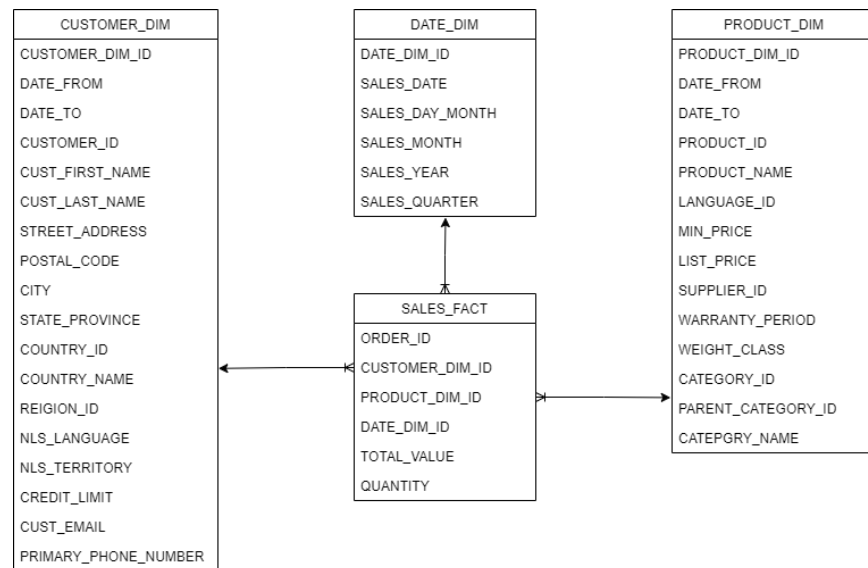 CUSTOMER_DIM
CUSTOMER_DIM_ID
DATE_FROM
DATE_TO
CUSTOMER_ID
CUST_FIRST_NAME
CUST_LAST_NAME
STREET_ADDRESS
POSTAL_CODE
CITY
STATE_PROVINCE
COUNTRY_ID
COUNTRY_NAME
REIGION_ID
NLS_LANGUAGE
NLS_TERRITORY
CREDIT_LIMIT
CUST_EMAIL
PRIMARY_PHONE_NUMBER
DATE_DIM
DATE_DIM_ID
SALES_DATE
SALES_DAY_MONTH
SALES_MONTH
SALES_YEAR
SALES_QUARTER
SALES_FACT
ORDER_ID
CUSTOMER_DIM_ID
PRODUCT_DIM_ID
DATE_DIM_ID
TOTAL_VALUE
QUANTITY
PRODUCT_DIM
PRODUCT_DIM_ID
DATE_FROM
DATE_TO
PRODUCT_ID
PRODUCT_NAME
LANGUAGE_ID
MIN_PRICE
LIST_PRICE
SUPPLIER_ID
WARRANTY_PERIOD
WEIGHT_CLASS
CATEGORY_ID
PARENT_CATEGORY_ID
CATEPGRY_NAME